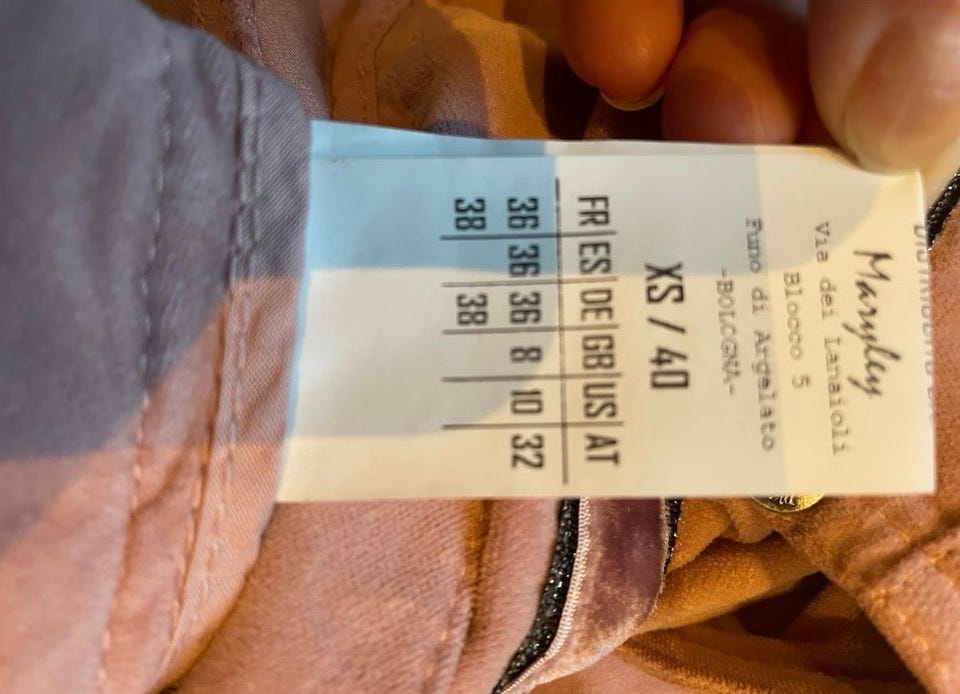 Maryley
Via dei Lanaioli
Blocco 5
Funo di Argelato
-BOLOGNA-
XS / 40
FR ES DE GB US AT
36 36 36 8 10 32
38 38